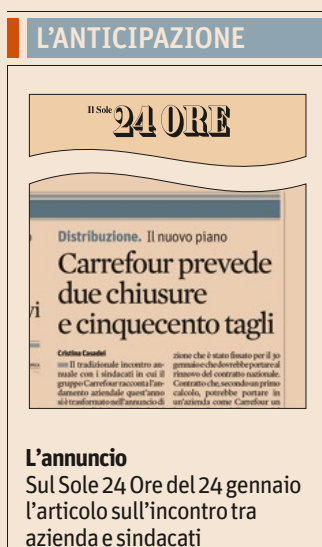 L'ANTICIPAZIONE
Il Sole 24 ORE
Distribuzione. Il nuovo piano
Carrefour prevede
due chiusure
e cinquecento tagli
Cristina Casadei
Il tradizionale incontro an-
nuale con i sindacati in cui il
gruppo Carrefour racconta l'an-
damento aziendale quest'anno
si è trasformato nell'annuncio di
zione che è stato fissato per il 30
gennaio e che dovrebbe portare al
rinnovo del contratto nazionale.
Contratto che, secondo un primo
calcolo, potrebbe portare in
un'azienda come Carrefour un
L'annuncio
Sul Sole 24 Ore del 24 gennaio
l'articolo sull'incontro tra
azienda e sindacati